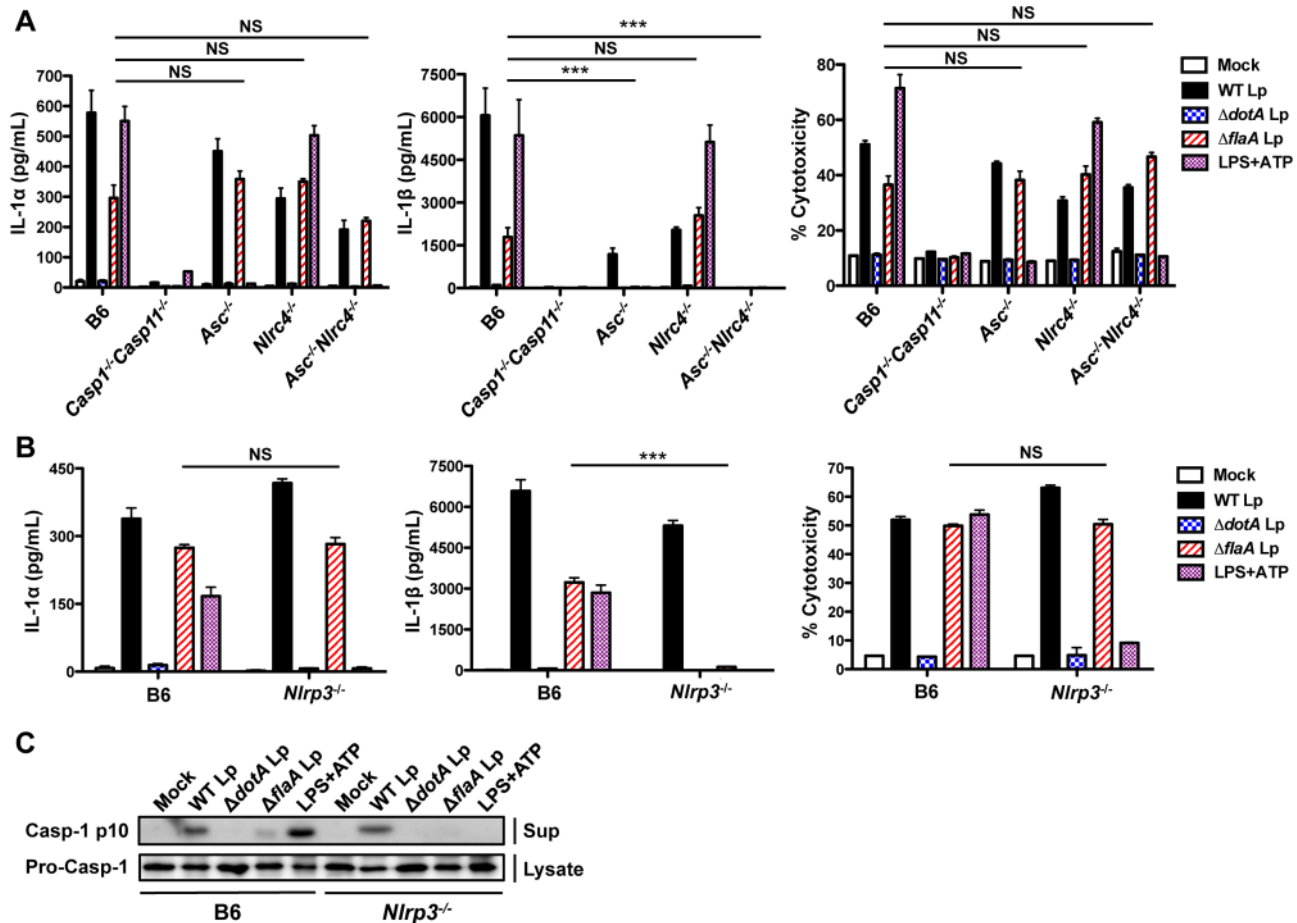 A
NS
NS
NS
IL-1α (pg/mL)
700
600
500
400
300
200
100
0
B6
Casp1-/-Casp11-/-
Asc-/-
Nlrc4-/-
Asc-/-Nlrc4-/-
***
NS
***
IL-1β (pg/mL)
7500
6000
4500
3000
1500
0
B6
Casp1-/-Casp11-/-
Asc-/-
Nlrc4-/-
Asc-/-Nlrc4-/-
NS
NS
NS
% Cytotoxicity
80
60
40
20
0
B6
Casp1-/-Casp11-/-
Asc-/-
Nlrc4-/-
Asc-/-Nlrc4-/-
Mock
WT Lp
ΔdotA Lp
ΔflaA Lp
LPS+ATP
B
NS
IL-1α (pg/mL)
450
300
150
0
B6
Nlrp3-/-
***
IL-1β (pg/mL)
7500
6000
4500
3000
1500
0
B6
Nlrp3-/-
NS
% Cytotoxicity
70
60
50
40
30
20
10
0
B6
Nlrp3-/-
Mock
WT Lp
ΔdotA Lp
ΔflaA Lp
LPS+ATP
C
Mock
WT Lp
ΔdotA Lp
ΔflaA Lp
LPS+ATP
Mock
WT Lp
ΔdotA Lp
ΔflaA Lp
LPS+ATP
Casp-1 p10
Sup
Pro-Casp-1
Lysate
B6
Nlrp3-/-